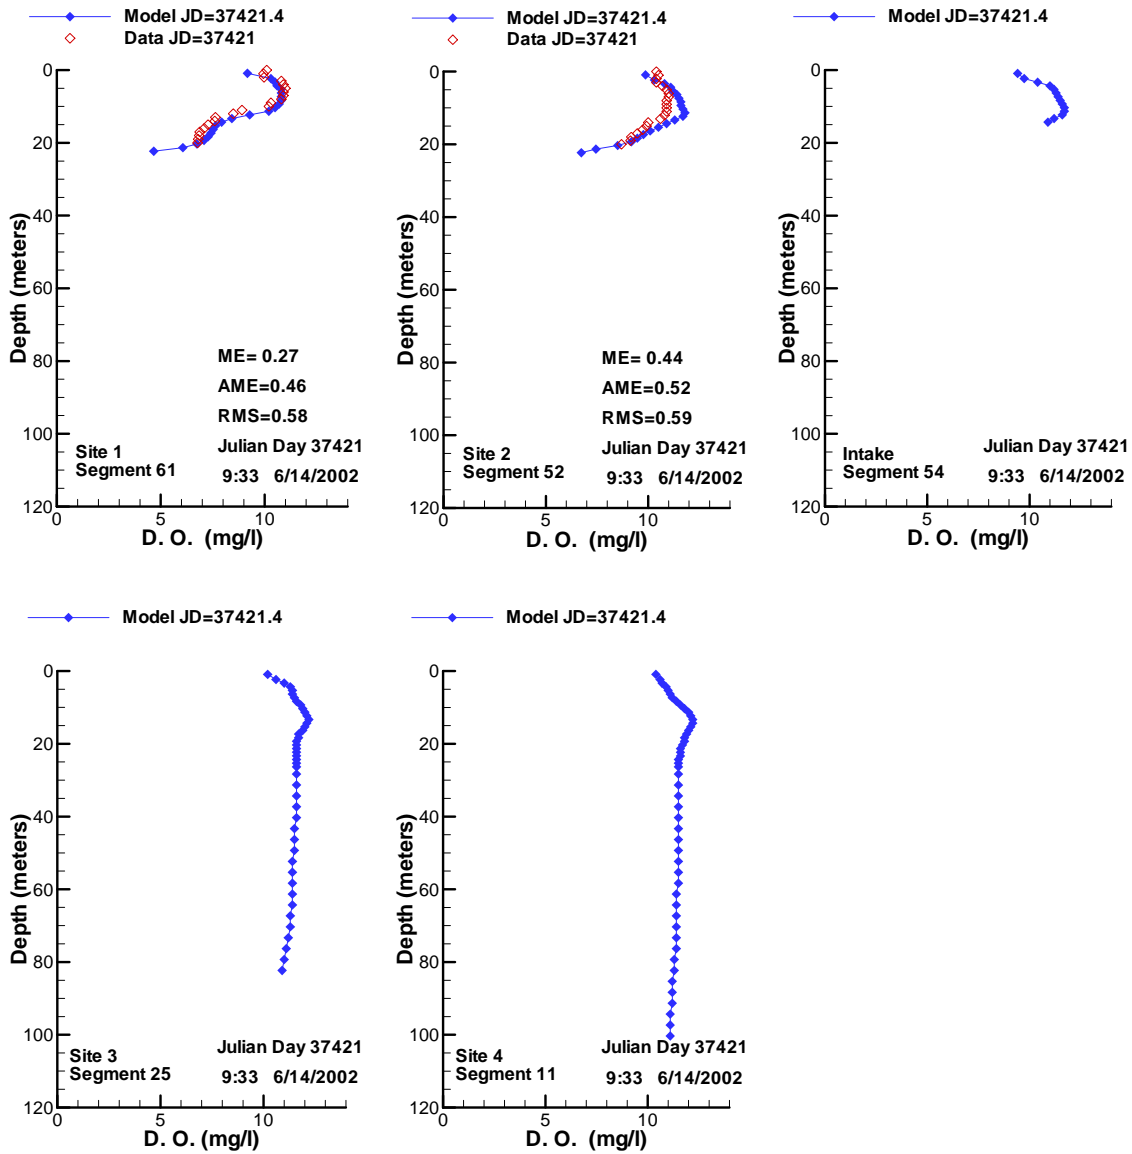 Model JD=37421.4
Data JD=37421
0
20
40
60
80
100
120
Depth (meters)
ME= 0.27
AME=0.46
RMS=0.58
Site 1
Segment 61
Julian Day 37421
9:33 6/14/2002
0 5 10
D. O. (mg/l)
Model JD=37421.4
Data JD=37421
0
20
40
60
80
100
120
Depth (meters)
ME= 0.44
AME=0.52
RMS=0.59
Site 2
Segment 52
Julian Day 37421
9:33 6/14/2002
0 5 10
D. O. (mg/l)
Model JD=37421.4
0
20
40
60
80
100
120
Depth (meters)
Intake
Segment 54
Julian Day 37421
9:33 6/14/2002
0 5 10
D. O. (mg/l)
Model JD=37421.4
0
20
40
60
80
100
120
Depth (meters)
Site 3
Segment 25
Julian Day 37421
9:33 6/14/2002
0 5 10
D. O. (mg/l)
Model JD=37421.4
0
20
40
60
80
100
120
Depth (meters)
Site 4
Segment 11
Julian Day 37421
9:33 6/14/2002
0 5 10
D. O. (mg/l)